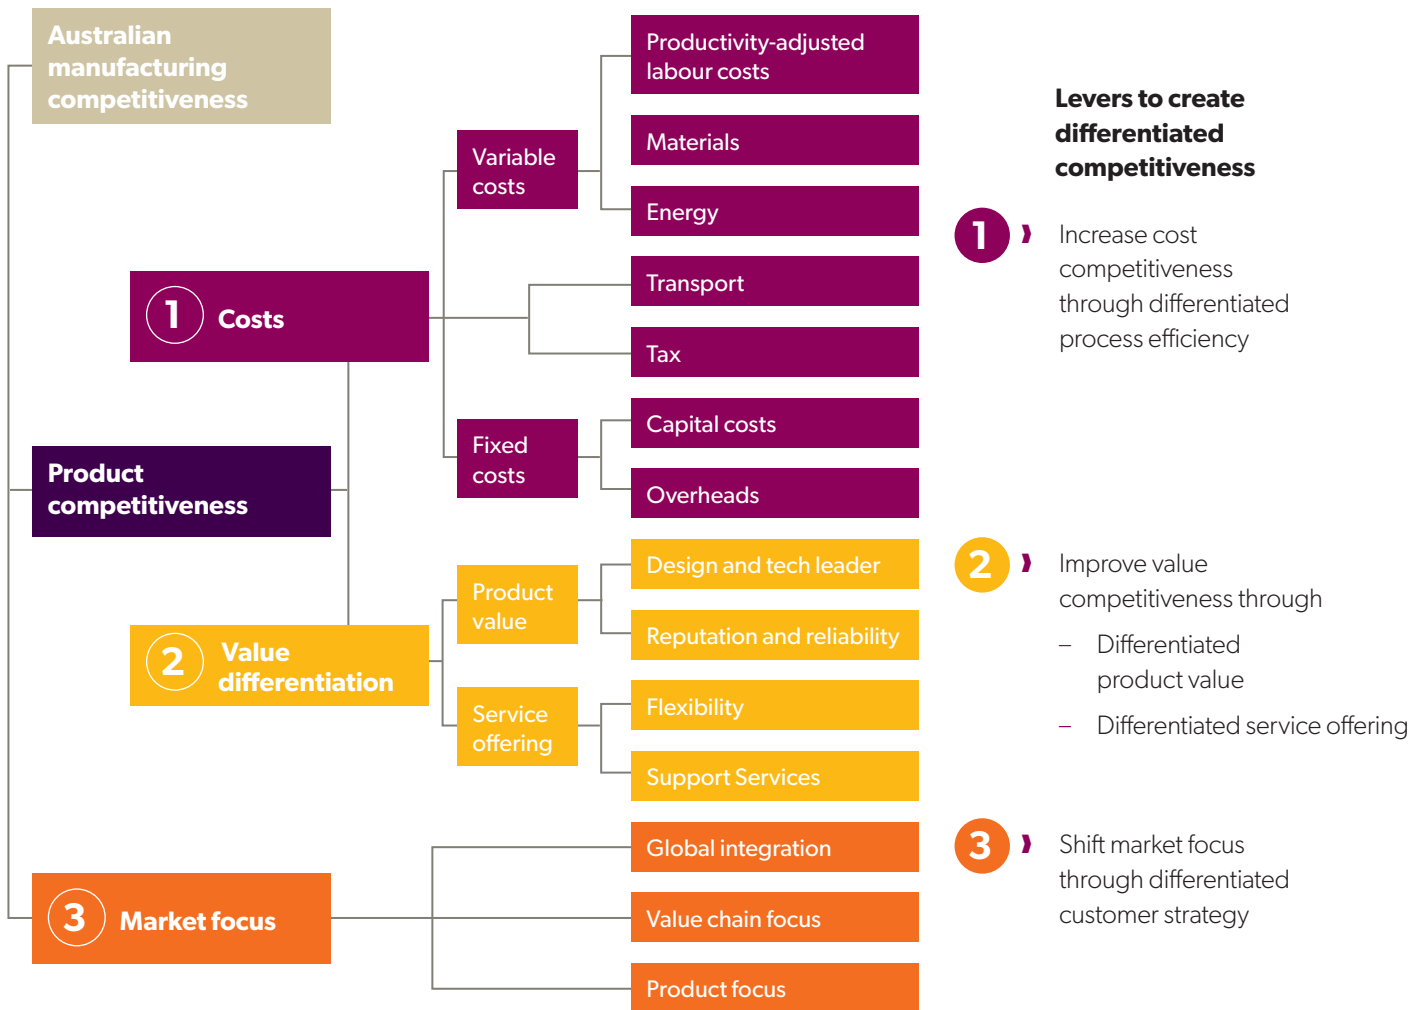 Australian
manufacturing
competitiveness
Product
competitiveness
1 Costs
2 Value
differentiation
3 Market focus
Variable
costs
Fixed
costs
Product
value
Service
offering
Productivity-adjusted
labour costs
Materials
Energy
Transport
Tax
Capital costs
Overheads
Design and tech leader
Reputation and reliability
Flexibility
Support Services
Global integration
Value chain focus
Product focus
Levers to create
differentiated
competitiveness
1 Increase cost
competitiveness
through differentiated
process efficiency
2 Improve value
competitiveness through
– Differentiated
product value
– Differentiated service offering
3 Shift market focus
through differentiated
customer strategy